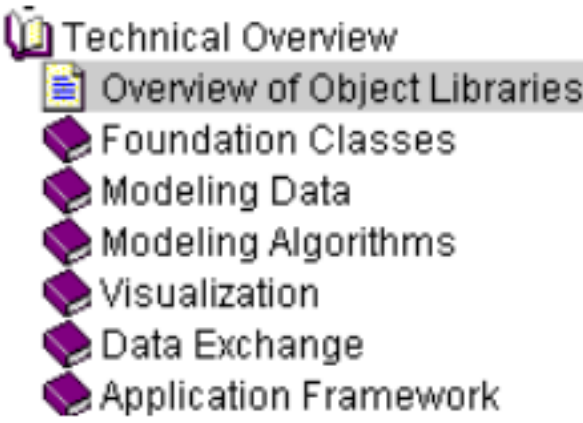 Technical Overview
Overview of Object Libraries
Foundation Classes
Modeling Data
Modeling Algorithms
Visualization
Data Exchange
Application Framework